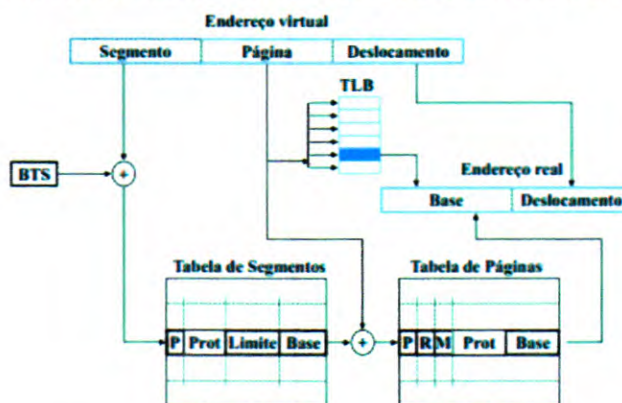 Endereço virtual
Segmento Página Deslocamento
TLB
BTS
+
Endereço real
Base Deslocamento
Tabela de Segmentos Tabela de Páginas
P Prot Limite Base + P R M Prot Base